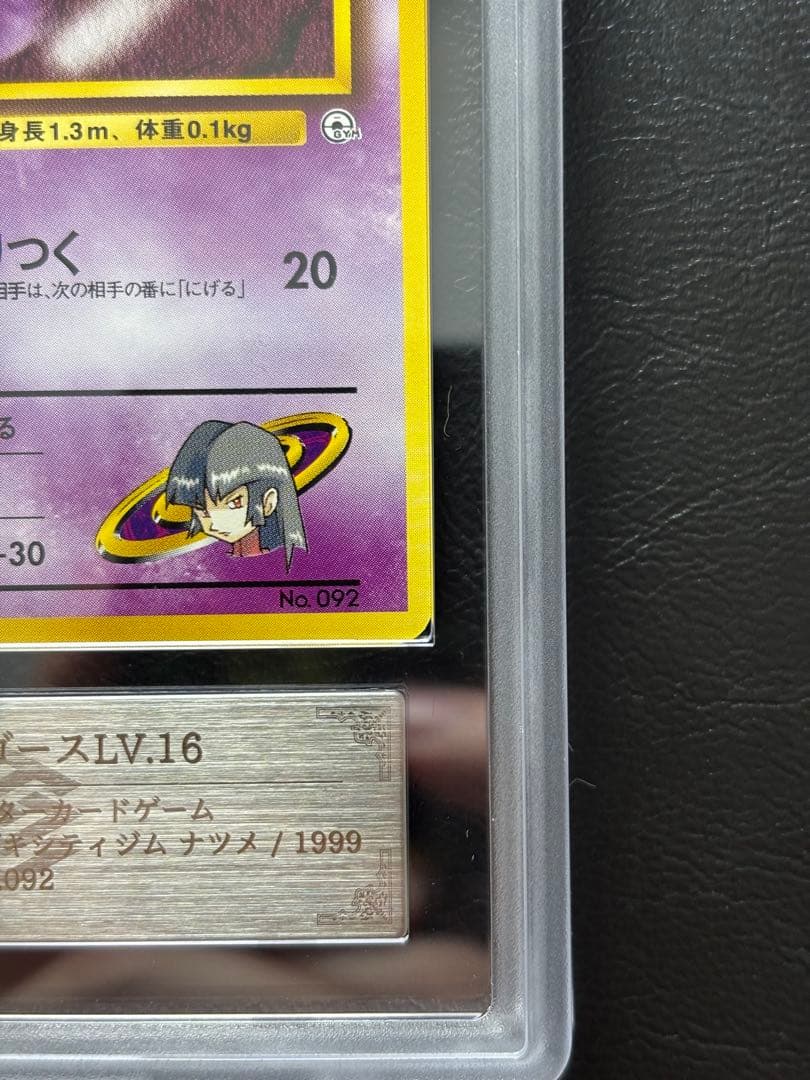 身長1.3m、体重0.1kg
GYM
つく
20
相手は、次の相手の番に「にげる」
る
-30
No. 092
ゴースLV.16
ターカードゲーム
キシティジム ナツメ / 1999
.092